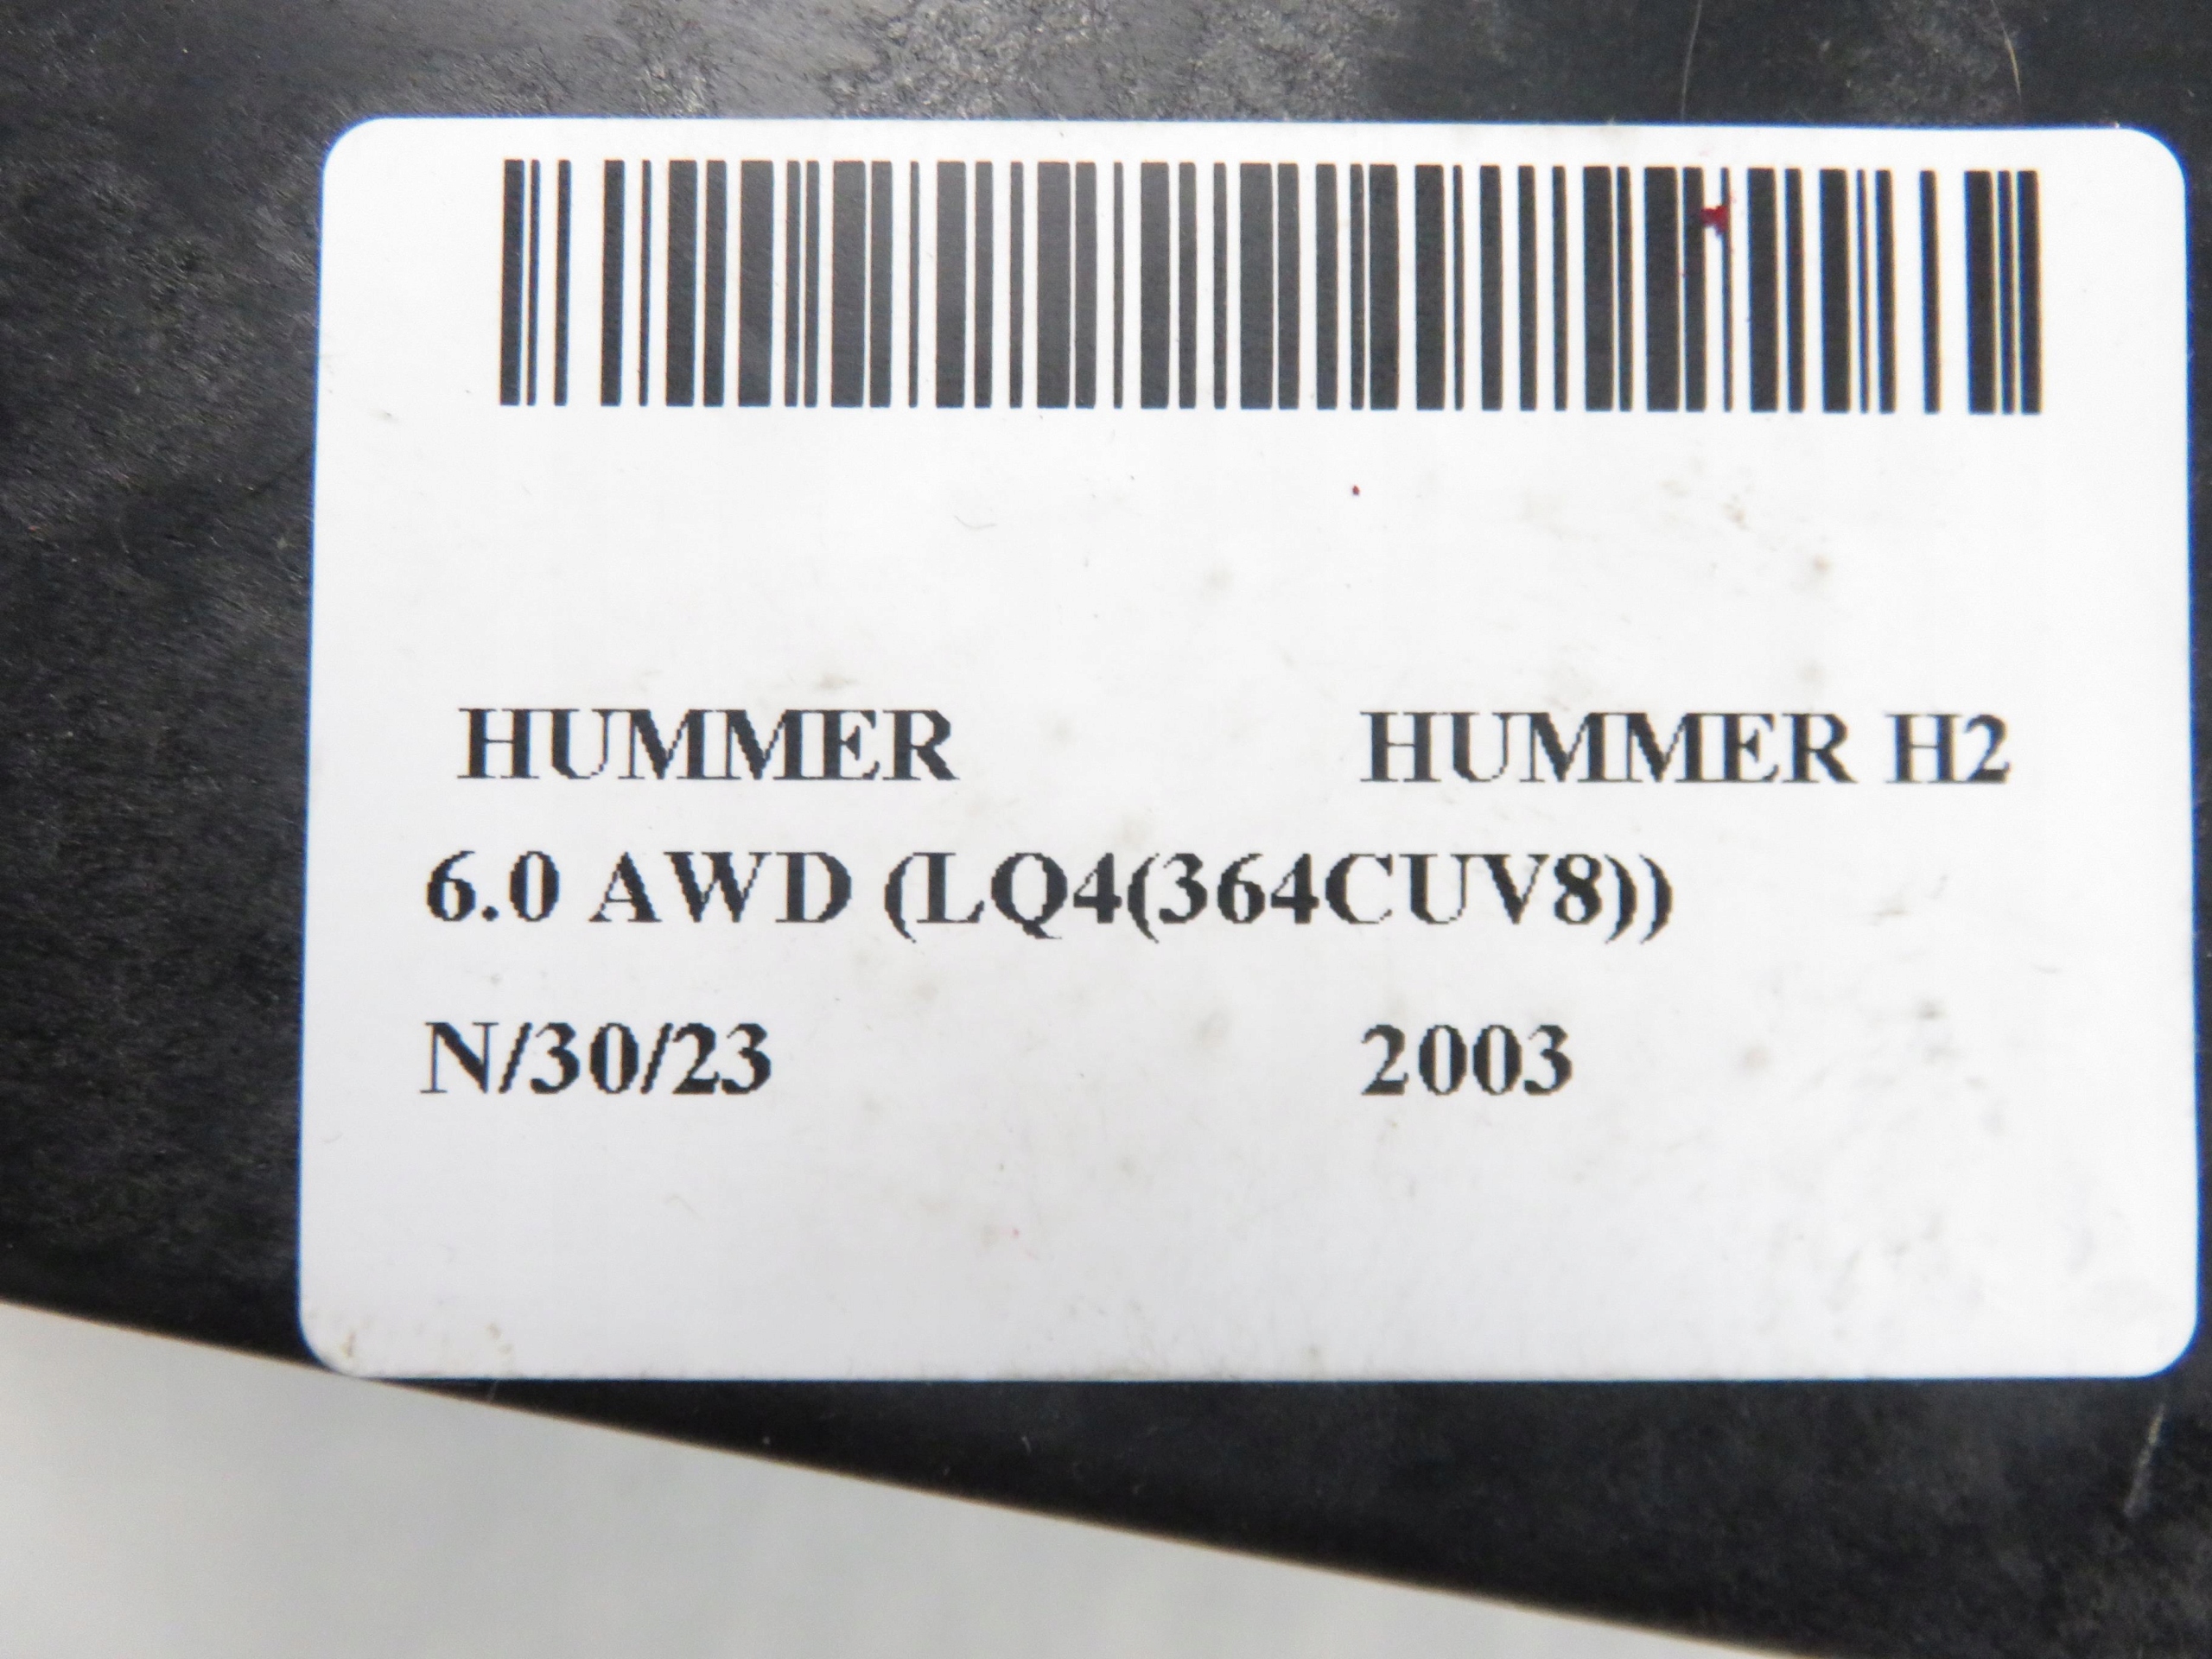 HUMMER HUMMER H2
6.0 AWD (LQ4(364CUV8))
N/30/23 2003